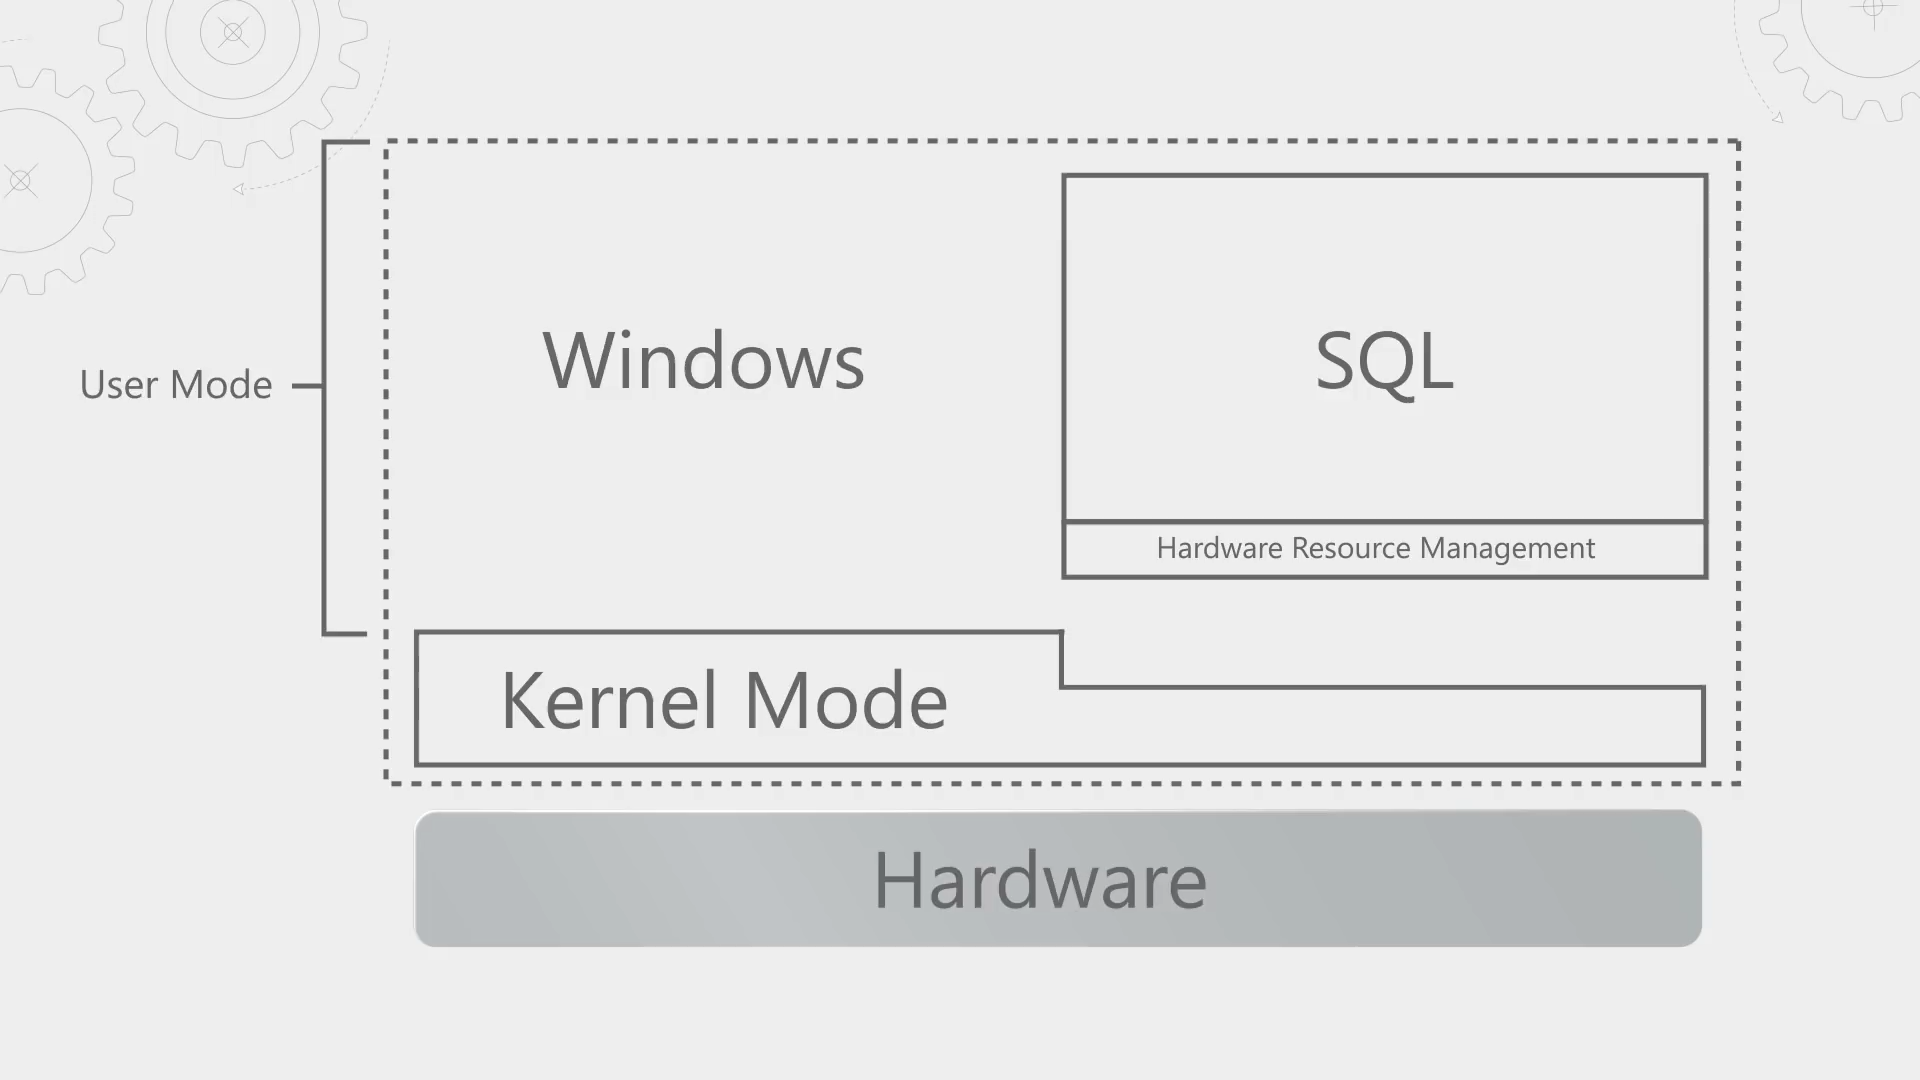 User Mode
Windows
SQL
Hardware Resource Management
Kernel Mode
Hardware